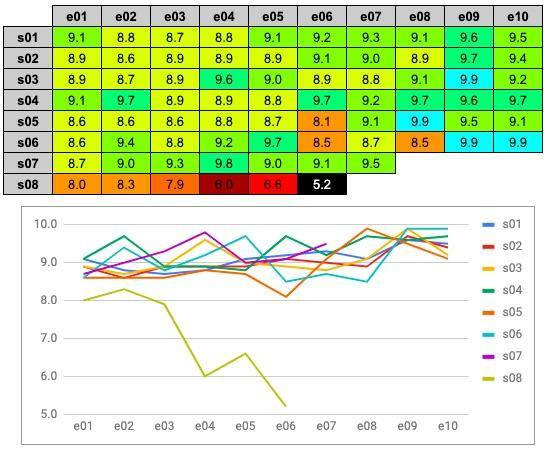 e01 e02 e03 e04 e05 e06 e07 e08 e09 e10
s01 9.1 8.8 8.7 8.8 9.1 9.2 9.3 9.1 9.6 9.5
s02 8.9 8.6 8.9 8.9 8.9 9.1 9.0 8.9 9.7 9.4
s03 8.9 8.7 8.9 9.6 9.0 8.9 8.8 9.1 9.9 9.2
s04 9.1 9.7 8.9 8.9 8.8 9.7 9.2 9.7 9.6 9.7
s05 8.6 8.6 8.6 8.8 8.7 8.1 9.1 9.9 9.5 9.1
s06 8.6 9.4 8.8 9.2 9.7 8.5 8.7 8.5 9.9 9.9
s07 8.7 9.0 9.3 9.8 9.0 9.1 9.5
s08 8.0 8.3 7.9 6.0 6.6 5.2
10.0
9.0
8.0
7.0
6.0
5.0
e01 e02 e03 e04 e05 e06 e07 e08 e09 e10
s01
s02
s03
s04
s05
s06
s07
s08